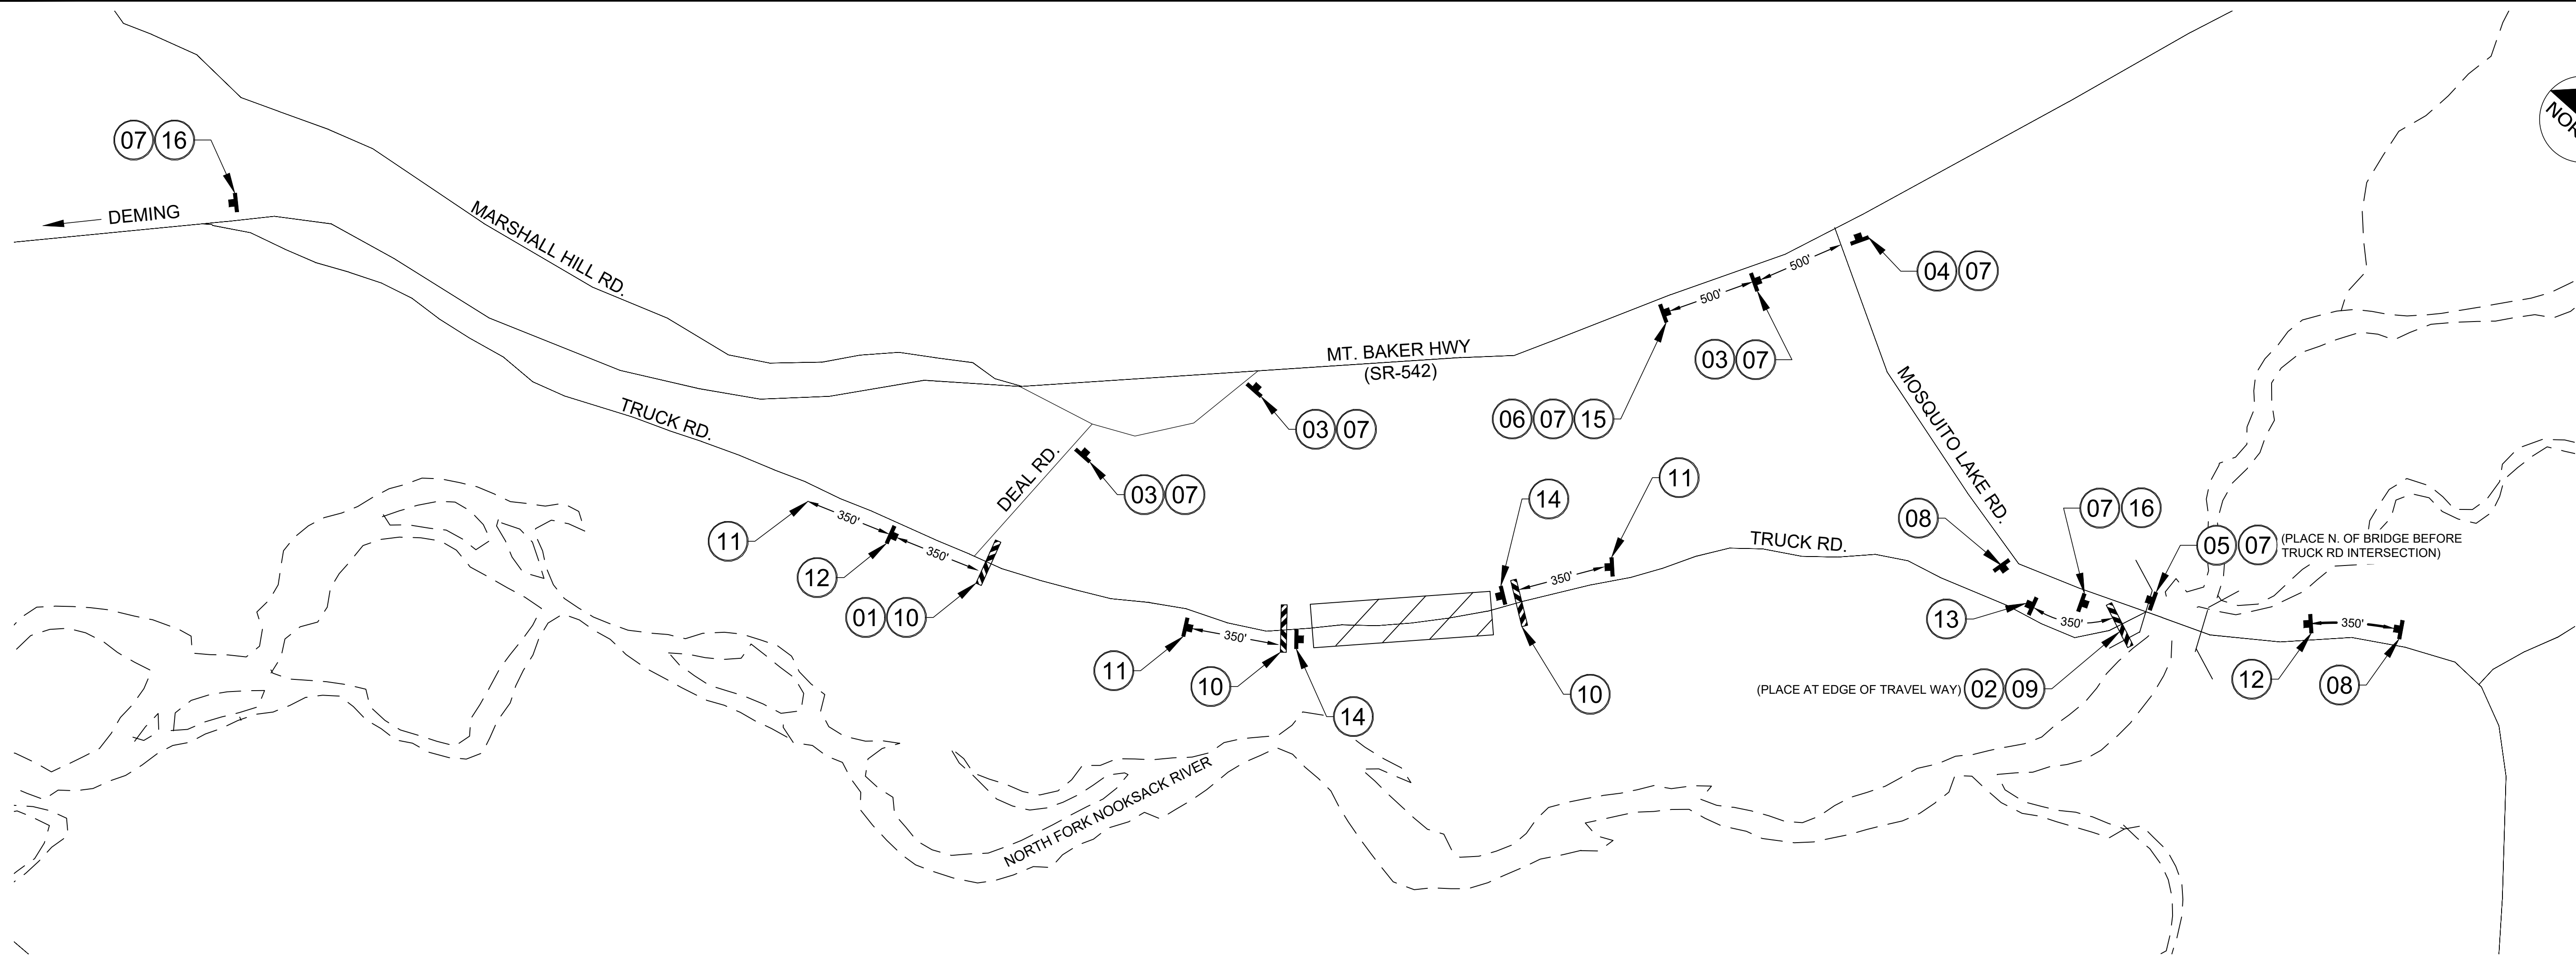 07 16
DEMING
MARSHALL HILL RD.
04 07
500'
500'
03 07
MT. BAKER HWY
(SR-542)
06 07 15
03 07
TRUCK RD.
DEAL RD.
03 07
MOSQUITO LAKE RD.
11
350'
12
350'
01 10
14
11
350'
TRUCK RD.
08
07 16
05 07 (PLACE N. OF BRIDGE BEFORE
TRUCK RD INTERSECTION)
13
350'
(PLACE AT EDGE OF TRAVEL WAY) 02 09
350'
12
08
11
350'
10
14
10
NORTH FORK NOOKSACK RIVER